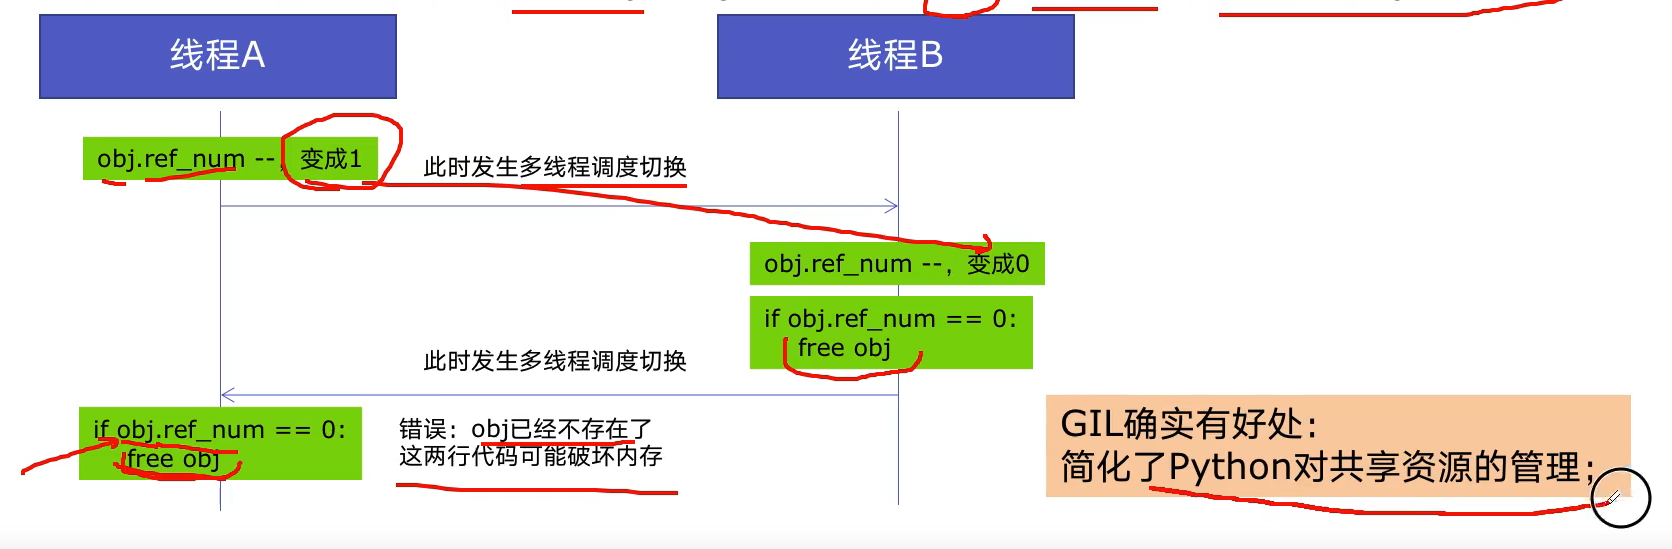 线程A
线程B
obj.ref_num --，变成1
此时发生多线程调度切换
obj.ref_num --，变成0
if obj.ref_num == 0:
free obj
此时发生多线程调度切换
if obj.ref_num == 0:
free obj
错误：obj已经不存在了
这两行代码可能破坏内存
GIL确实有好处：
简化了Python对共享资源的管理；